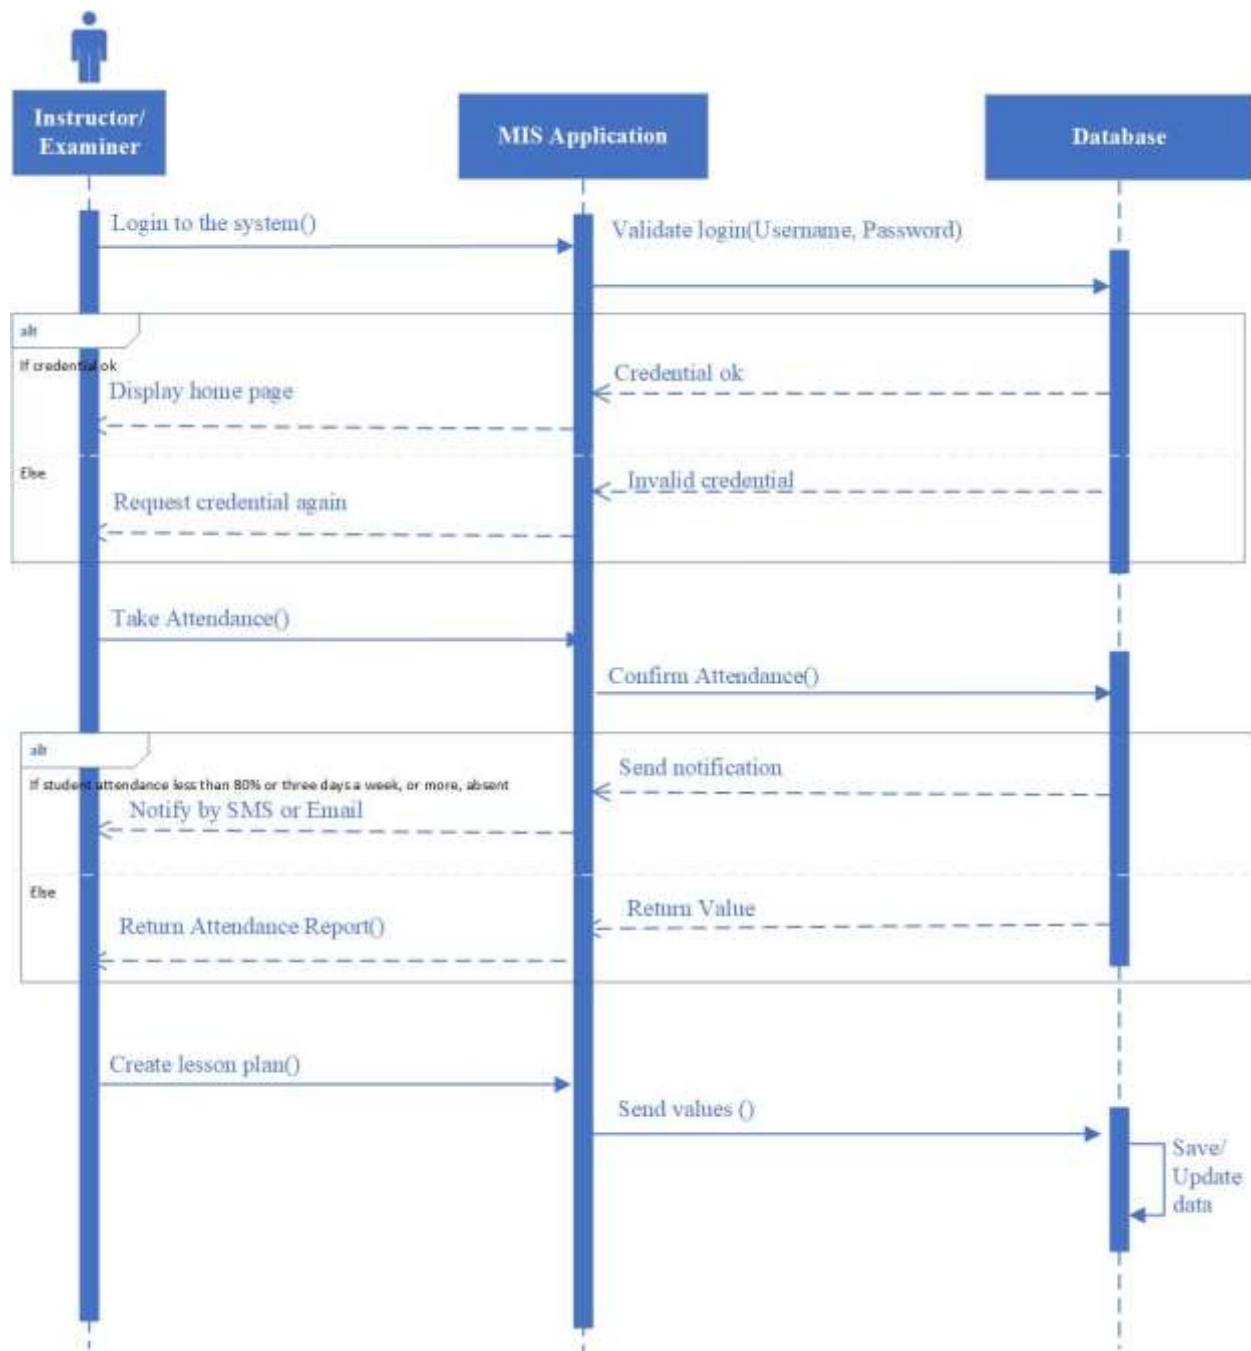 Instructor/
Examiner
MIS Application
Database
Login to the system()
Validate login(Username, Password)
alt
If credential ok
Credential ok
Display home page
Else
Invalid credential
Request credential again
Take Attendance()
Confirm Attendance()
alt
Send notification
If student attendance less than 80% or three days a week, or more, absent
Notify by SMS or Email
Else
Return Value
Return Attendance Report()
Create lesson plan()
Send values ()
Save/
Update
data